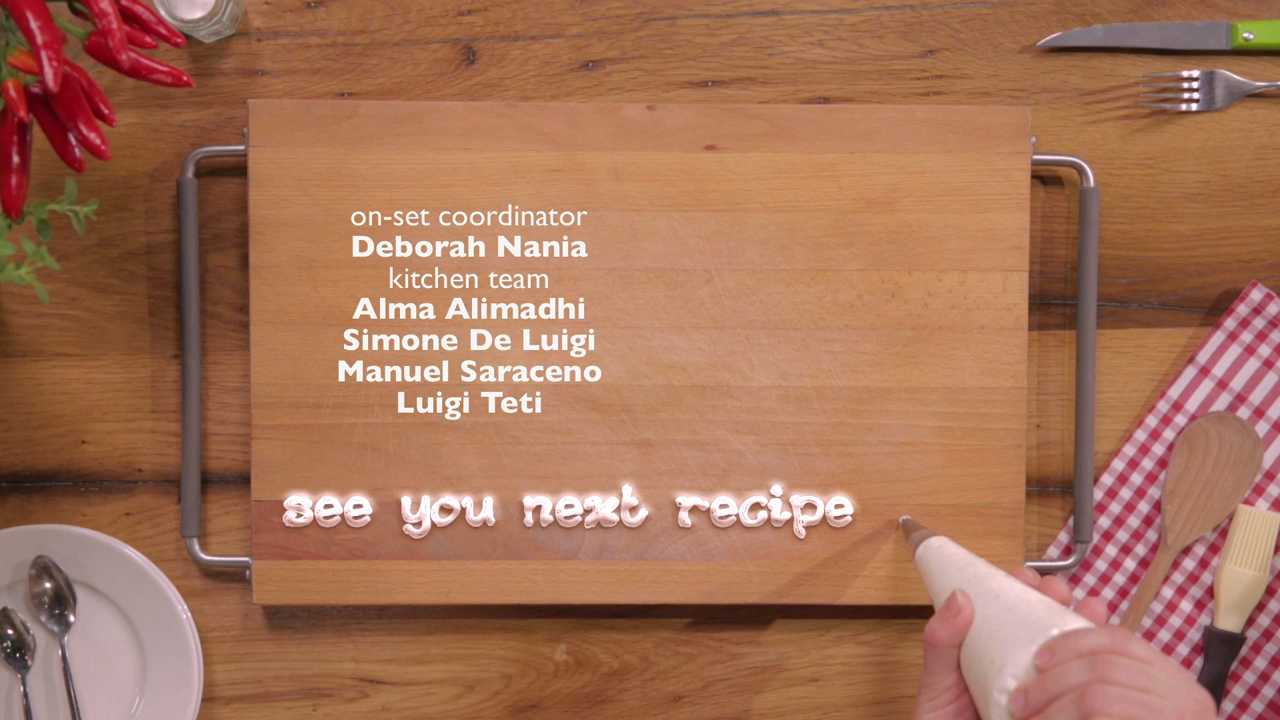 on-set coordinator
Deborah Nania
kitchen team
Alma Alimadhi
Simone De Luigi
Manuel Saraceno
Luigi Teti
see you next recipe